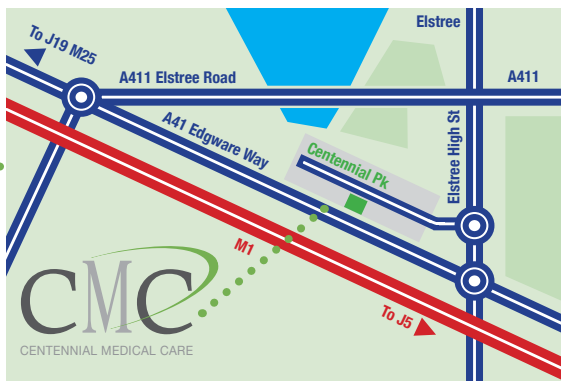 Elstree
To J19 M25
A411 Elstree Road
A411
A41 Edgware Way
Centennial Pk
Elstree High St
M1
To J5
CMC
CENTENNIAL MEDICAL CARE